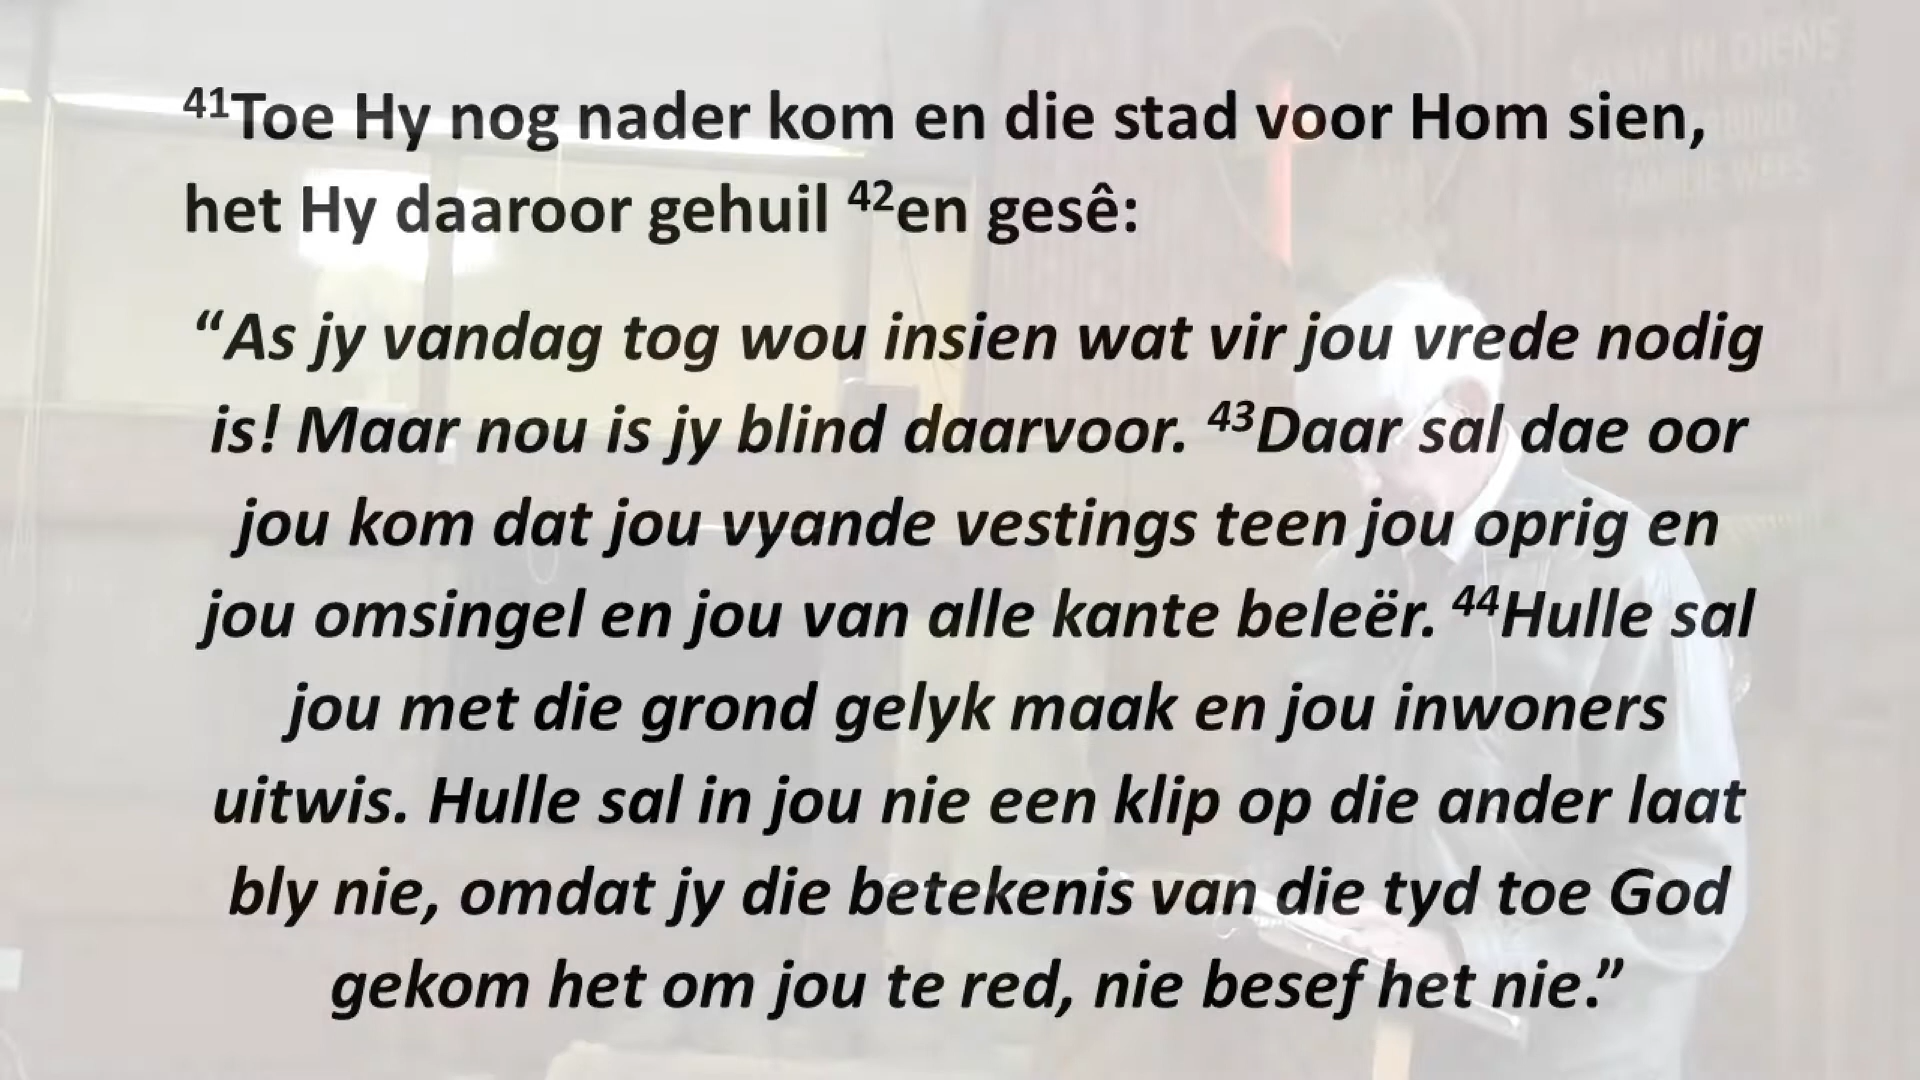 SAAM IN DIENS
FAMILIE WEES
⁴¹Toe Hy nog nader kom en die stad voor Hom sien,
het Hy daaroor gehuil ⁴²en gesê:
“As jy vandag tog wou insien wat vir jou vrede nodig
is! Maar nou is jy blind daarvoor. ⁴³Daar sal dae oor
jou kom dat jou vyande vestings teen jou oprig en
jou omsingel en jou van alle kante beleër. ⁴⁴Hulle sal
jou met die grond gelyk maak en jou inwoners
uitwis. Hulle sal in jou nie een klip op die ander laat
bly nie, omdat jy die betekenis van die tyd toe God
gekom het om jou te red, nie besef het nie.”